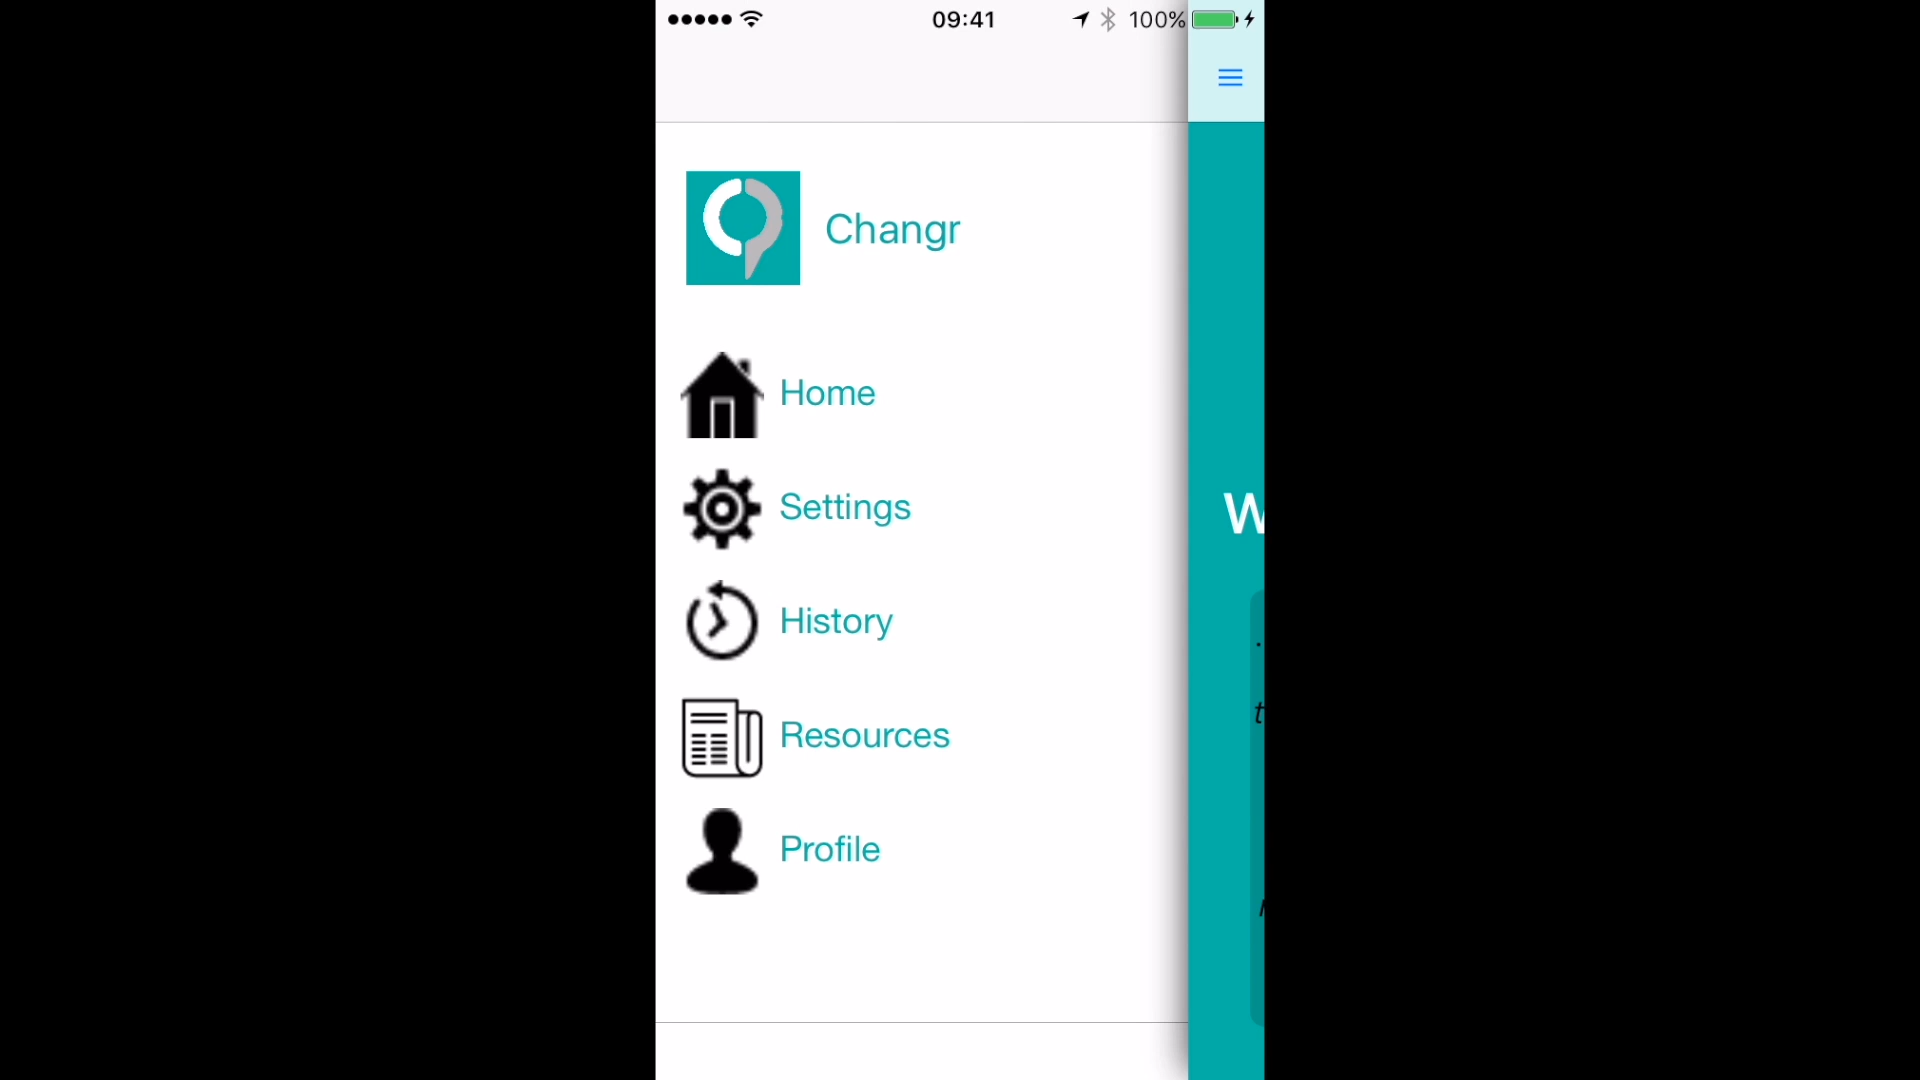 09:41
100%
Changr
Home
Settings
History
Resources
Profile
W
t